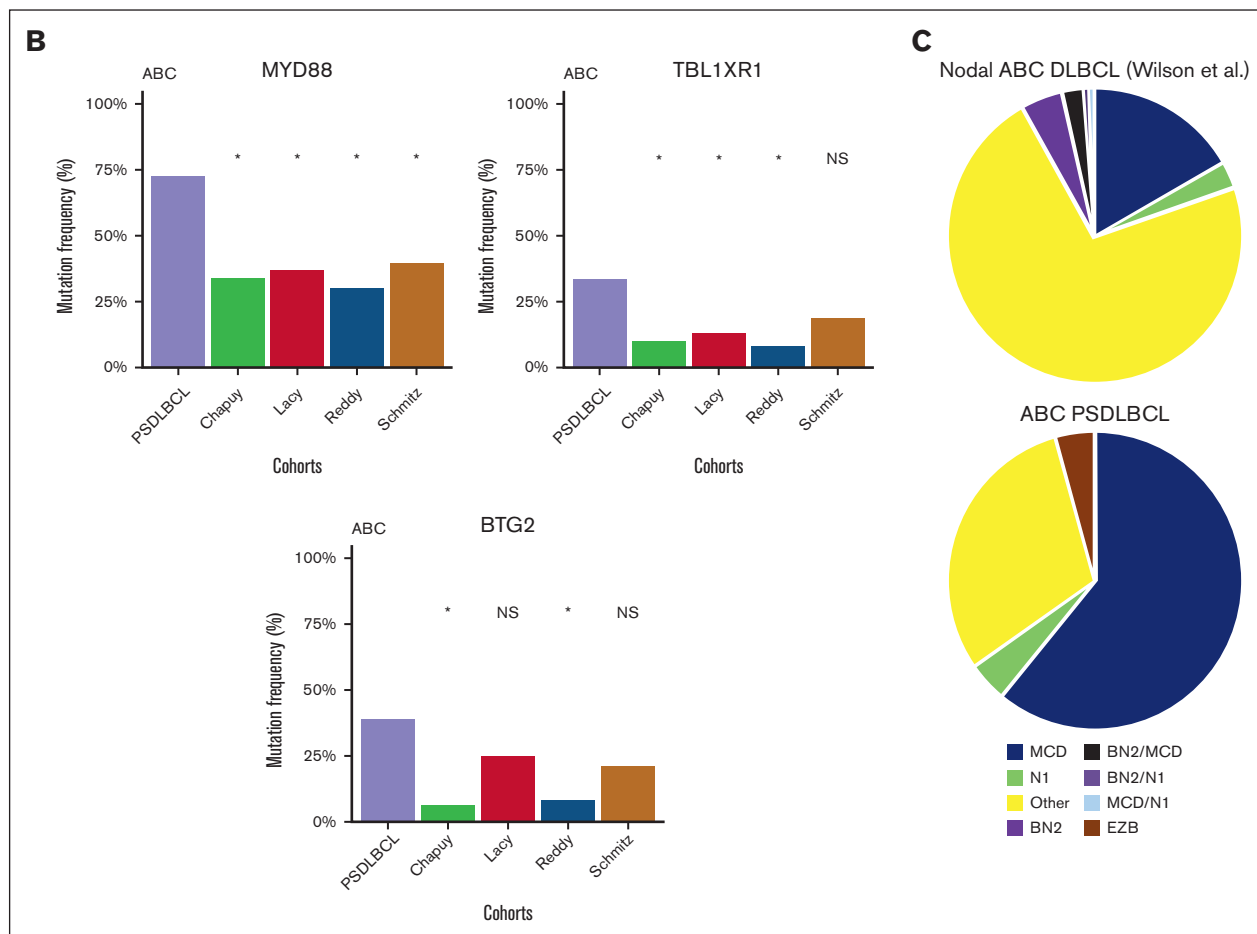 B
MYD88
ABC
100%
75%
50%
25%
0%
Mutation frequency (%)
* * * *
PSDLBCL
Chapuy
Lacy
Reddy
Schmitz
Cohorts
TBL1XR1
ABC
100%
75%
50%
25%
0%
Mutation frequency (%)
* * * NS
PSDLBCL
Chapuy
Lacy
Reddy
Schmitz
Cohorts
BTG2
ABC
100%
75%
50%
25%
0%
Mutation frequency (%)
* NS * NS
PSDLBCL
Chapuy
Lacy
Reddy
Schmitz
Cohorts
C
Nodal ABC DLBCL (Wilson et al.)
ABC PSDLBCL
MCD
N1
Other
BN2
BN2/MCD
BN2/N1
MCD/N1
EZB